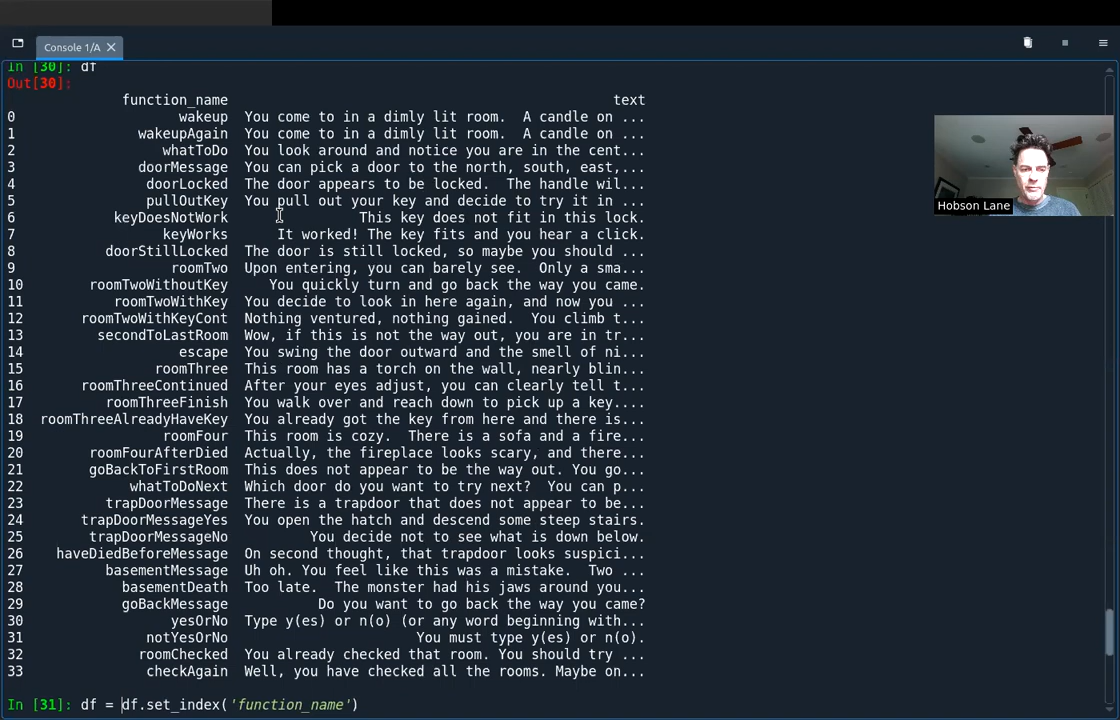 Console 1/A
In [30]: df
Out[30]:
function_name text
0 wakeup You come to in a dimly lit room.  A candle on ...
1 wakeupAgain You come to in a dimly lit room.  A candle on ...
2 whatToDo You look around and notice you are in the cent...
3 doorMessage You can pick a door to the north, south, east,...
4 doorLocked The door appears to be locked.  The handle wil...
5 pullOutKey You pull out your key and decide to try it in ...
6 keyDoesNotWork This key does not fit in this lock.
7 keyWorks It worked! The key fits and you hear a click.
8 doorStillLocked The door is still locked, so maybe you should ...
9 roomTwo Upon entering, you can barely see.  Only a sma...
10 roomTwoWithoutKey You quickly turn and go back the way you came.
11 roomTwoWithKey You decide to look in here again, and now you ...
12 roomTwoWithKeyCont Nothing ventured, nothing gained.  You climb t...
13 secondToLastRoom Wow, if this is not the way out, you are in tr...
14 escape You swing the door outward and the smell of ni...
15 roomThree This room has a torch on the wall, nearly blin...
16 roomThreeContinued After your eyes adjust, you can clearly tell t...
17 roomThreeFinish You walk over and reach down to pick up a key....
18 roomThreeAlreadyHaveKey You already got the key from here and there is...
19 roomFour This room is cozy.  There is a sofa and a fire...
20 roomFourAfterDied Actually, the fireplace looks scary, and there...
21 goBackToFirstRoom This does not appear to be the way out. You go...
22 whatToDoNext Which door do you want to try next?  You can p...
23 trapDoorMessage There is a trapdoor that does not appear to be...
24 trapDoorMessageYes You open the hatch and descend some steep stairs.
25 trapDoorMessageNo You decide not to see what is down below.
26 haveDiedBeforeMessage On second thought, that trapdoor looks suspici...
27 basementMessage Uh oh. You feel like this was a mistake.  Two ...
28 basementDeath Too late.  The monster had his jaws around you...
29 goBackMessage Do you want to go back the way you came?
30 yesOrNo Type y(es) or n(o) (or any word beginning with...
31 notYesOrNo You must type y(es) or n(o).
32 roomChecked You already checked that room. You should try ...
33 checkAgain Well, you have checked all the rooms. Maybe on...
In [31]: df = df.set_index('function_name')
Hobson Lane